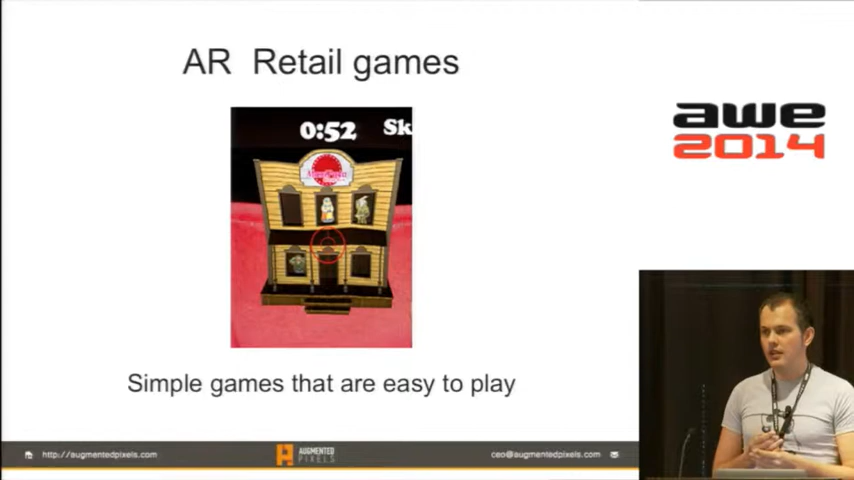 AR Retail games
0:52 Sk
Simple games that are easy to play
http://augmentedpixels.com
AUGMENTED
PIXELS
ceo@augmentedpixels.com
awe
2014